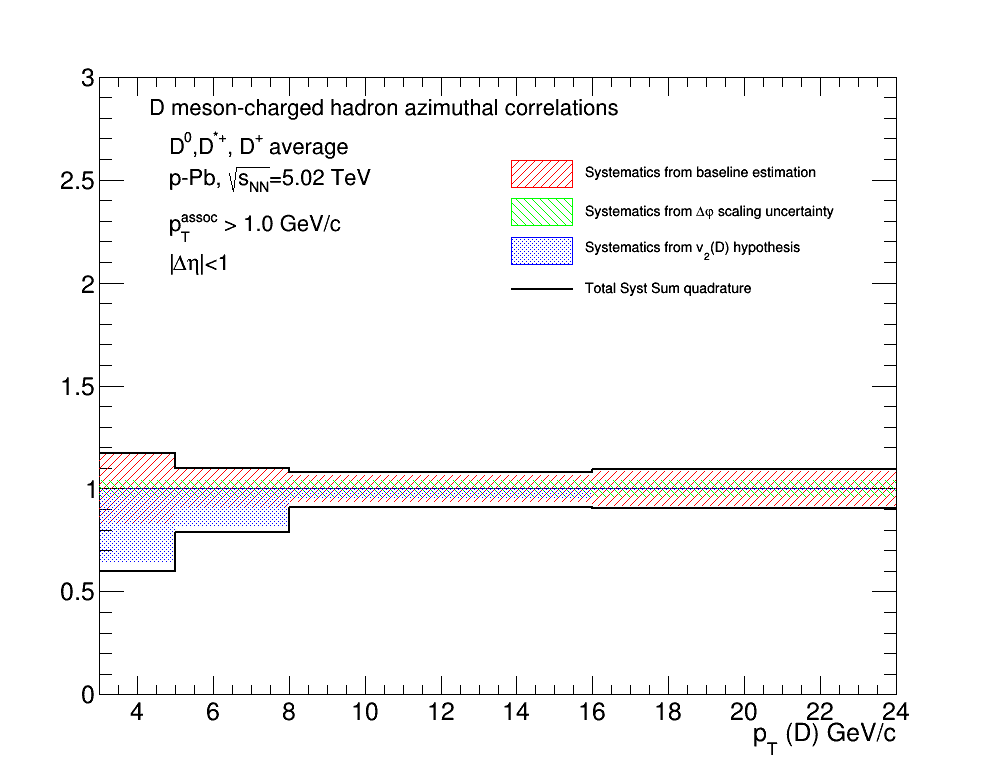 D meson-charged hadron azimuthal correlations
D⁰,D*⁺, D⁺ average
p-Pb, √sNN=5.02 TeV
pTassoc > 1.0 GeV/c
|Δη|<1
Systematics from baseline estimation
Systematics from Δφ scaling uncertainty
Systematics from v₂(D) hypothesis
Total Syst Sum quadrature
3
2.5
2
1.5
1
0.5
0
4 6 8 10 12 14 16 18 20 22 24
pT (D) GeV/c